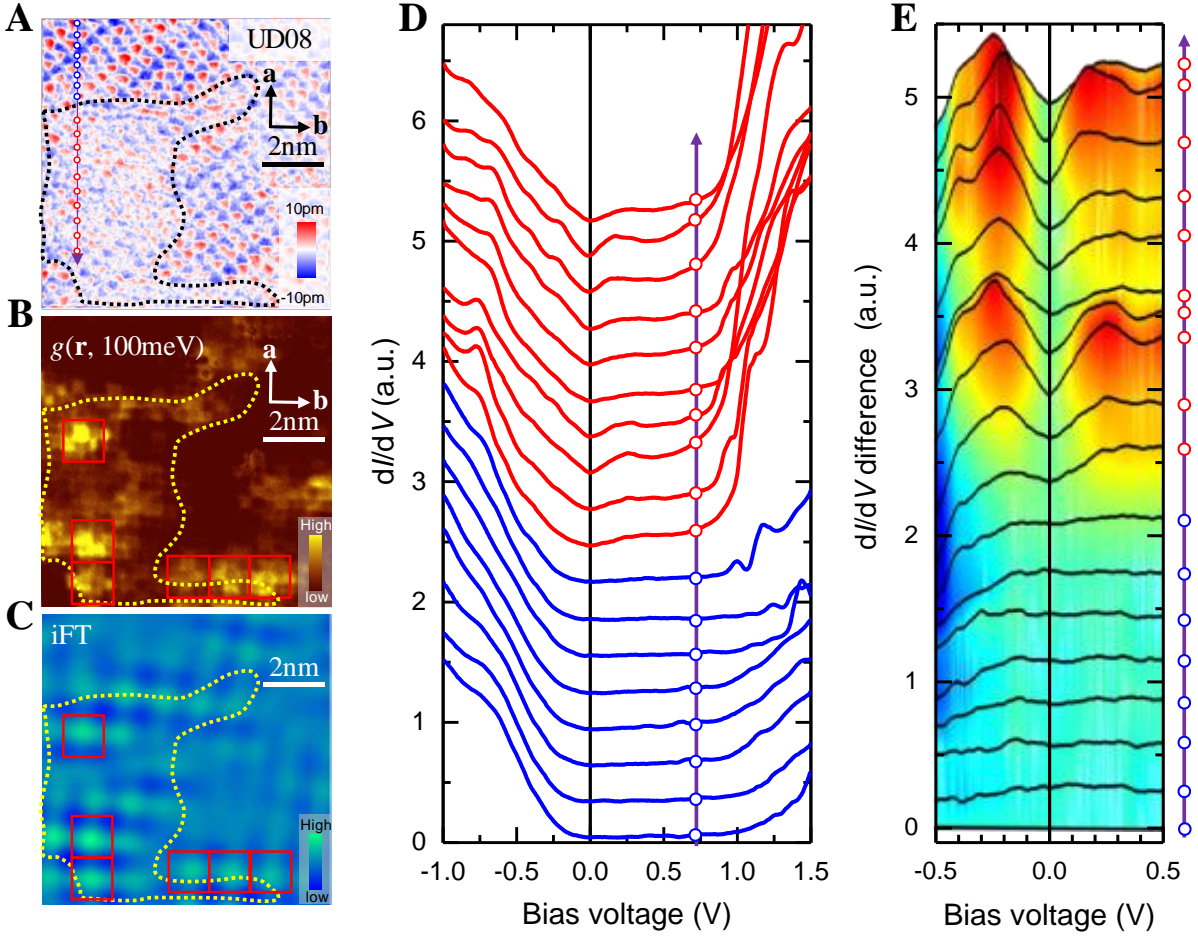 A
UD08
a
b
2nm
10pm
-10pm
B
g(r, 100meV)
a
b
2nm
High
low
C
iFT
2nm
High
low
D
dI/dV (a.u.)
6
5
4
3
2
1
0
-1.0 -0.5 0.0 0.5 1.0 1.5
Bias voltage (V)
E
dI/dV difference (a.u.)
5
4
3
2
1
0
-0.5 0.0 0.5
Bias voltage (V)